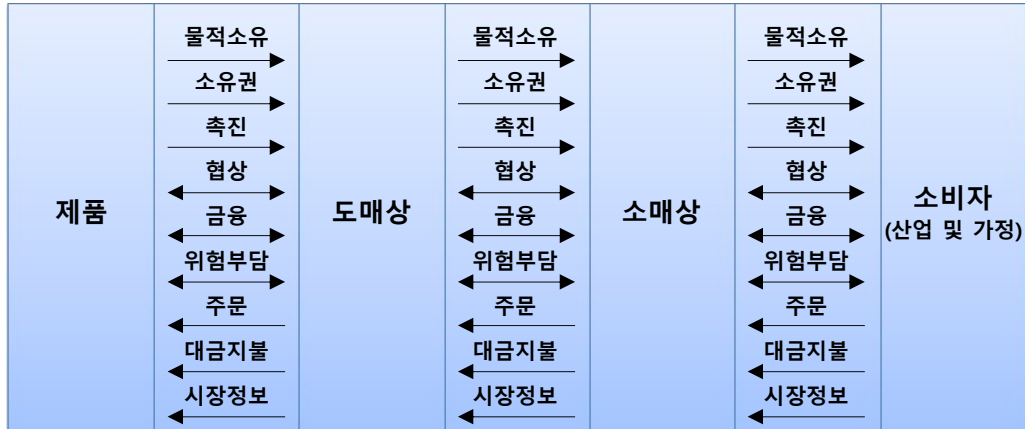 물적소유 물적소유 물적소유
소유권 소유권 소유권
촉진 촉진 촉진
협상 협상 협상
제품 금융 도매상 금융 소매상 금융 소비자
(산업 및 가정)
위험부담 위험부담 위험부담
주문 주문 주문
대금지불 대금지불 대금지불
시장정보 시장정보 시장정보